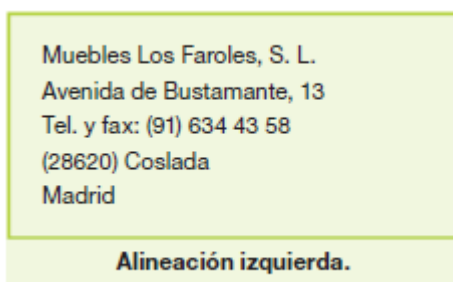 Muebles Los Faroles, S. L.
Avenida de Bustamante, 13
Tel. y fax: (91) 634 43 58
(28620) Coslada
Madrid
Alineación izquierda.